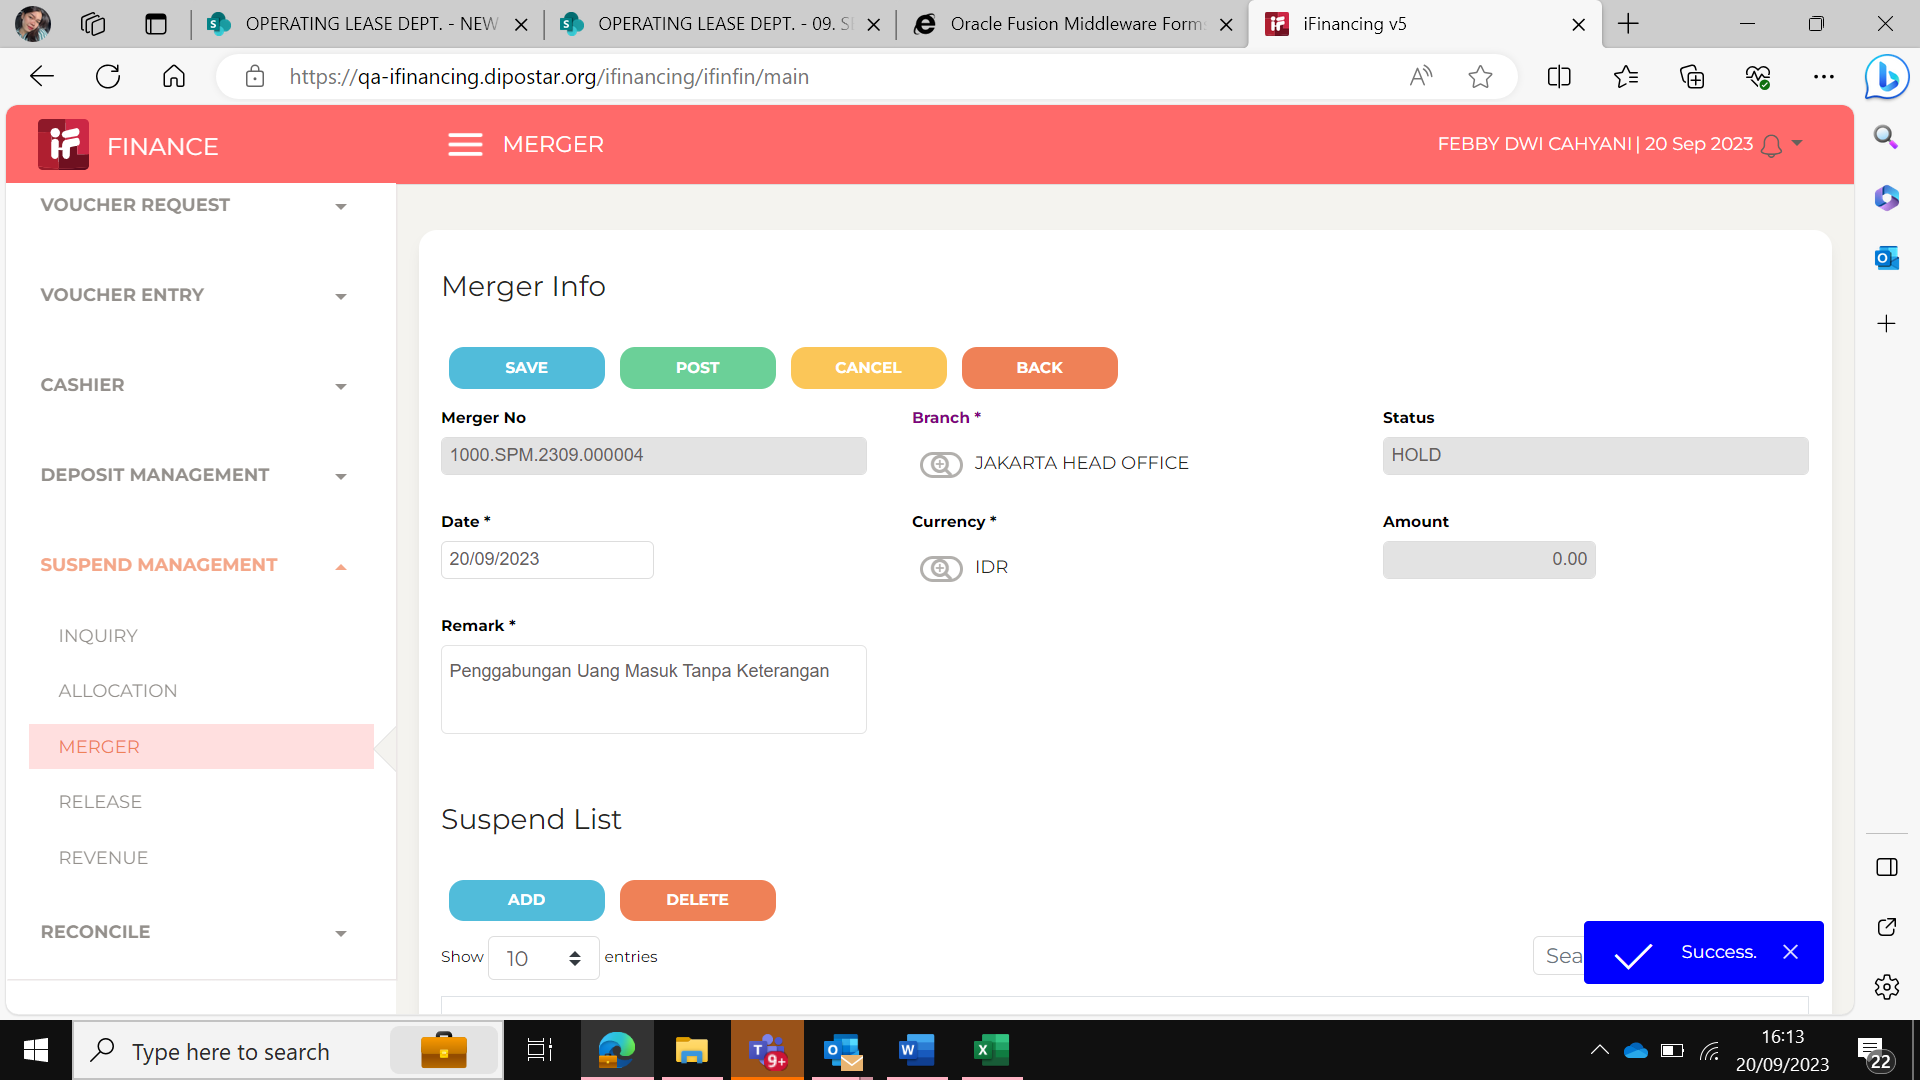 OPERATING LEASE DEPT. - NEW
OPERATING LEASE DEPT. - 09. S
Oracle Fusion Middleware Forms
iFinancing v5
https://qa-ifinancing.dipostar.org/ifinancing/ifinfin/main
iF FINANCE
MERGER
FEBBY DWI CAHYANI | 20 Sep 2023
VOUCHER REQUEST
VOUCHER ENTRY
CASHIER
DEPOSIT MANAGEMENT
SUSPEND MANAGEMENT
INQUIRY
ALLOCATION
MERGER
RELEASE
REVENUE
RECONCILE
Merger Info
SAVE
POST
CANCEL
BACK
Merger No
Branch *
Status
1000.SPM.2309.000004
JAKARTA HEAD OFFICE
HOLD
Date *
Currency *
Amount
20/09/2023
IDR
0.00
Remark *
Penggabungan Uang Masuk Tanpa Keterangan
Suspend List
ADD
DELETE
Show 10 entries
Sea
Success.
Type here to search
9+
16:13
20/09/2023
22